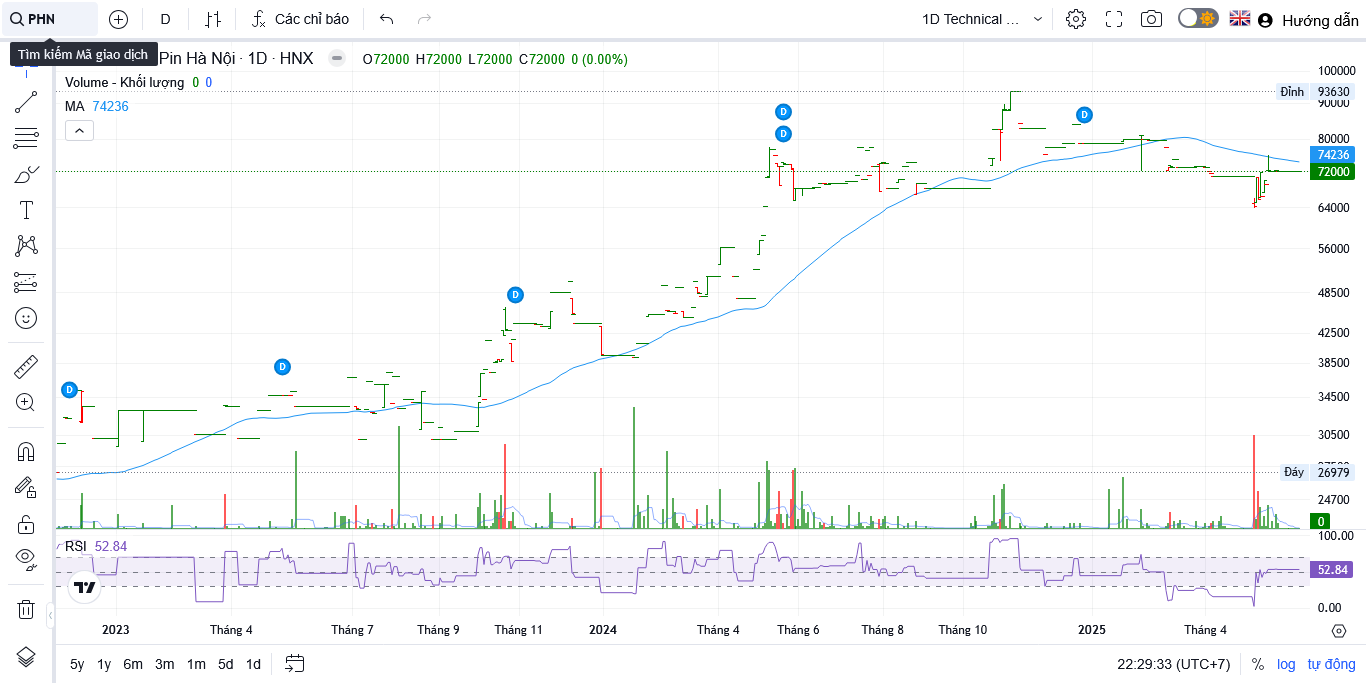 PHN
D
Các chỉ báo
1D Technical ...
Hướng dẫn
Tìm kiếm Mã giao dịch
Pin Hà Nội · 1D · HNX
O72000 H72000 L72000 C72000 0 (0.00%)
Volume - Khối lượng 0 0
MA 74236
100000
Đỉnh 93630
90000
80000
74236
72000
64000
56000
48500
42500
38500
34500
30500
Đáy 26979
24700
0
D
D
D
D
D
D
RSI 52.84
100.00
52.84
0.00
2023
Tháng 4
Tháng 7
Tháng 9
Tháng 11
2024
Tháng 4
Tháng 6
Tháng 8
Tháng 10
2025
Tháng 4
5y 1y 6m 3m 1m 5d 1d
22:29:33 (UTC+7)
% log tự động